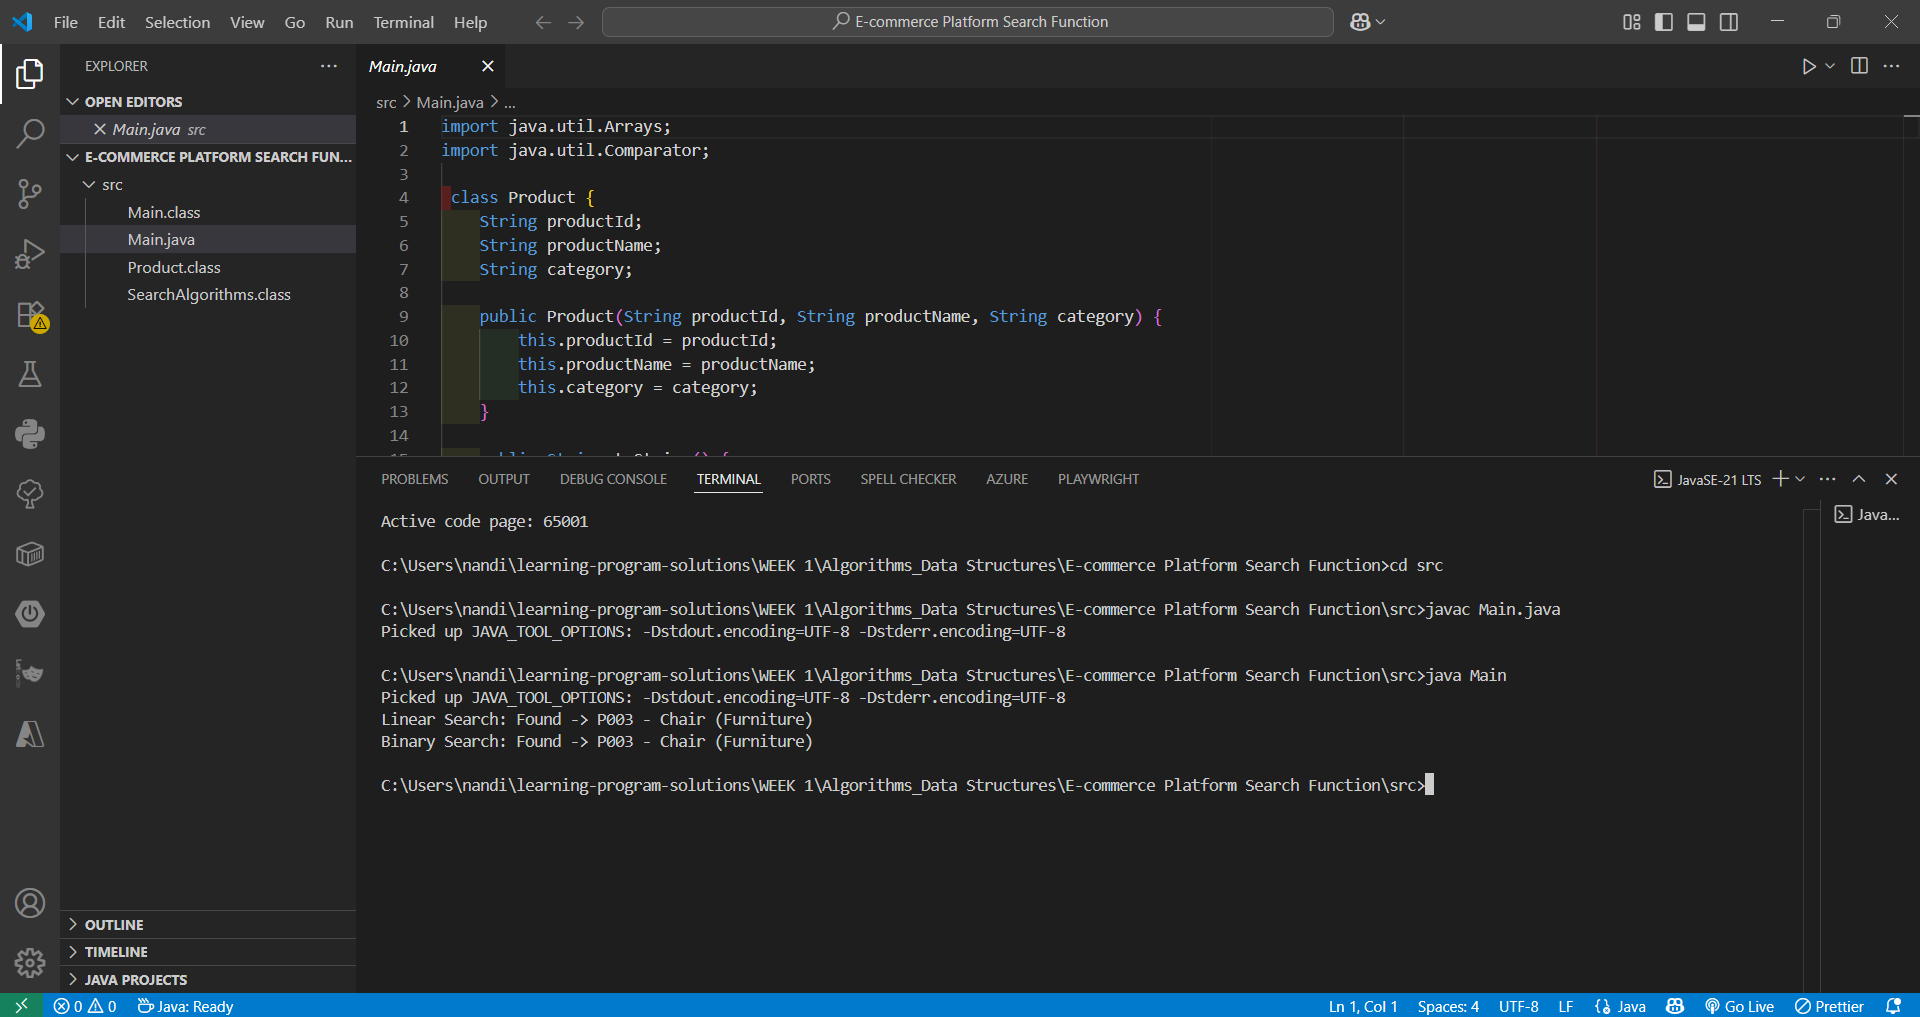 File Edit Selection View Go Run Terminal Help
E-commerce Platform Search Function
EXPLORER
OPEN EDITORS
Main.java src
E-COMMERCE PLATFORM SEARCH FUN...
src
Main.class
Main.java
Product.class
SearchAlgorithms.class
OUTLINE
TIMELINE
JAVA PROJECTS
Main.java
src > Main.java > ...
1 import java.util.Arrays;
2 import java.util.Comparator;
3
4 class Product {
5 String productId;
6 String productName;
7 String category;
8
9 public Product(String productId, String productName, String category) {
10 this.productId = productId;
11 this.productName = productName;
12 this.category = category;
13 }
14
PROBLEMS OUTPUT DEBUG CONSOLE TERMINAL PORTS SPELL CHECKER AZURE PLAYWRIGHT
JavaSE-21 LTS
Java...
Active code page: 65001
C:\Users\nandi\learning-program-solutions\WEEK 1\Algorithms_Data Structures\E-commerce Platform Search Function>cd src
C:\Users\nandi\learning-program-solutions\WEEK 1\Algorithms_Data Structures\E-commerce Platform Search Function\src>javac Main.java
Picked up JAVA_TOOL_OPTIONS: -Dstdout.encoding=UTF-8 -Dstderr.encoding=UTF-8
C:\Users\nandi\learning-program-solutions\WEEK 1\Algorithms_Data Structures\E-commerce Platform Search Function\src>java Main
Picked up JAVA_TOOL_OPTIONS: -Dstdout.encoding=UTF-8 -Dstderr.encoding=UTF-8
Linear Search: Found -> P003 - Chair (Furniture)
Binary Search: Found -> P003 - Chair (Furniture)
C:\Users\nandi\learning-program-solutions\WEEK 1\Algorithms_Data Structures\E-commerce Platform Search Function\src>
0 0 Java: Ready
Ln 1, Col 1 Spaces: 4 UTF-8 LF {} Java Go Live Prettier